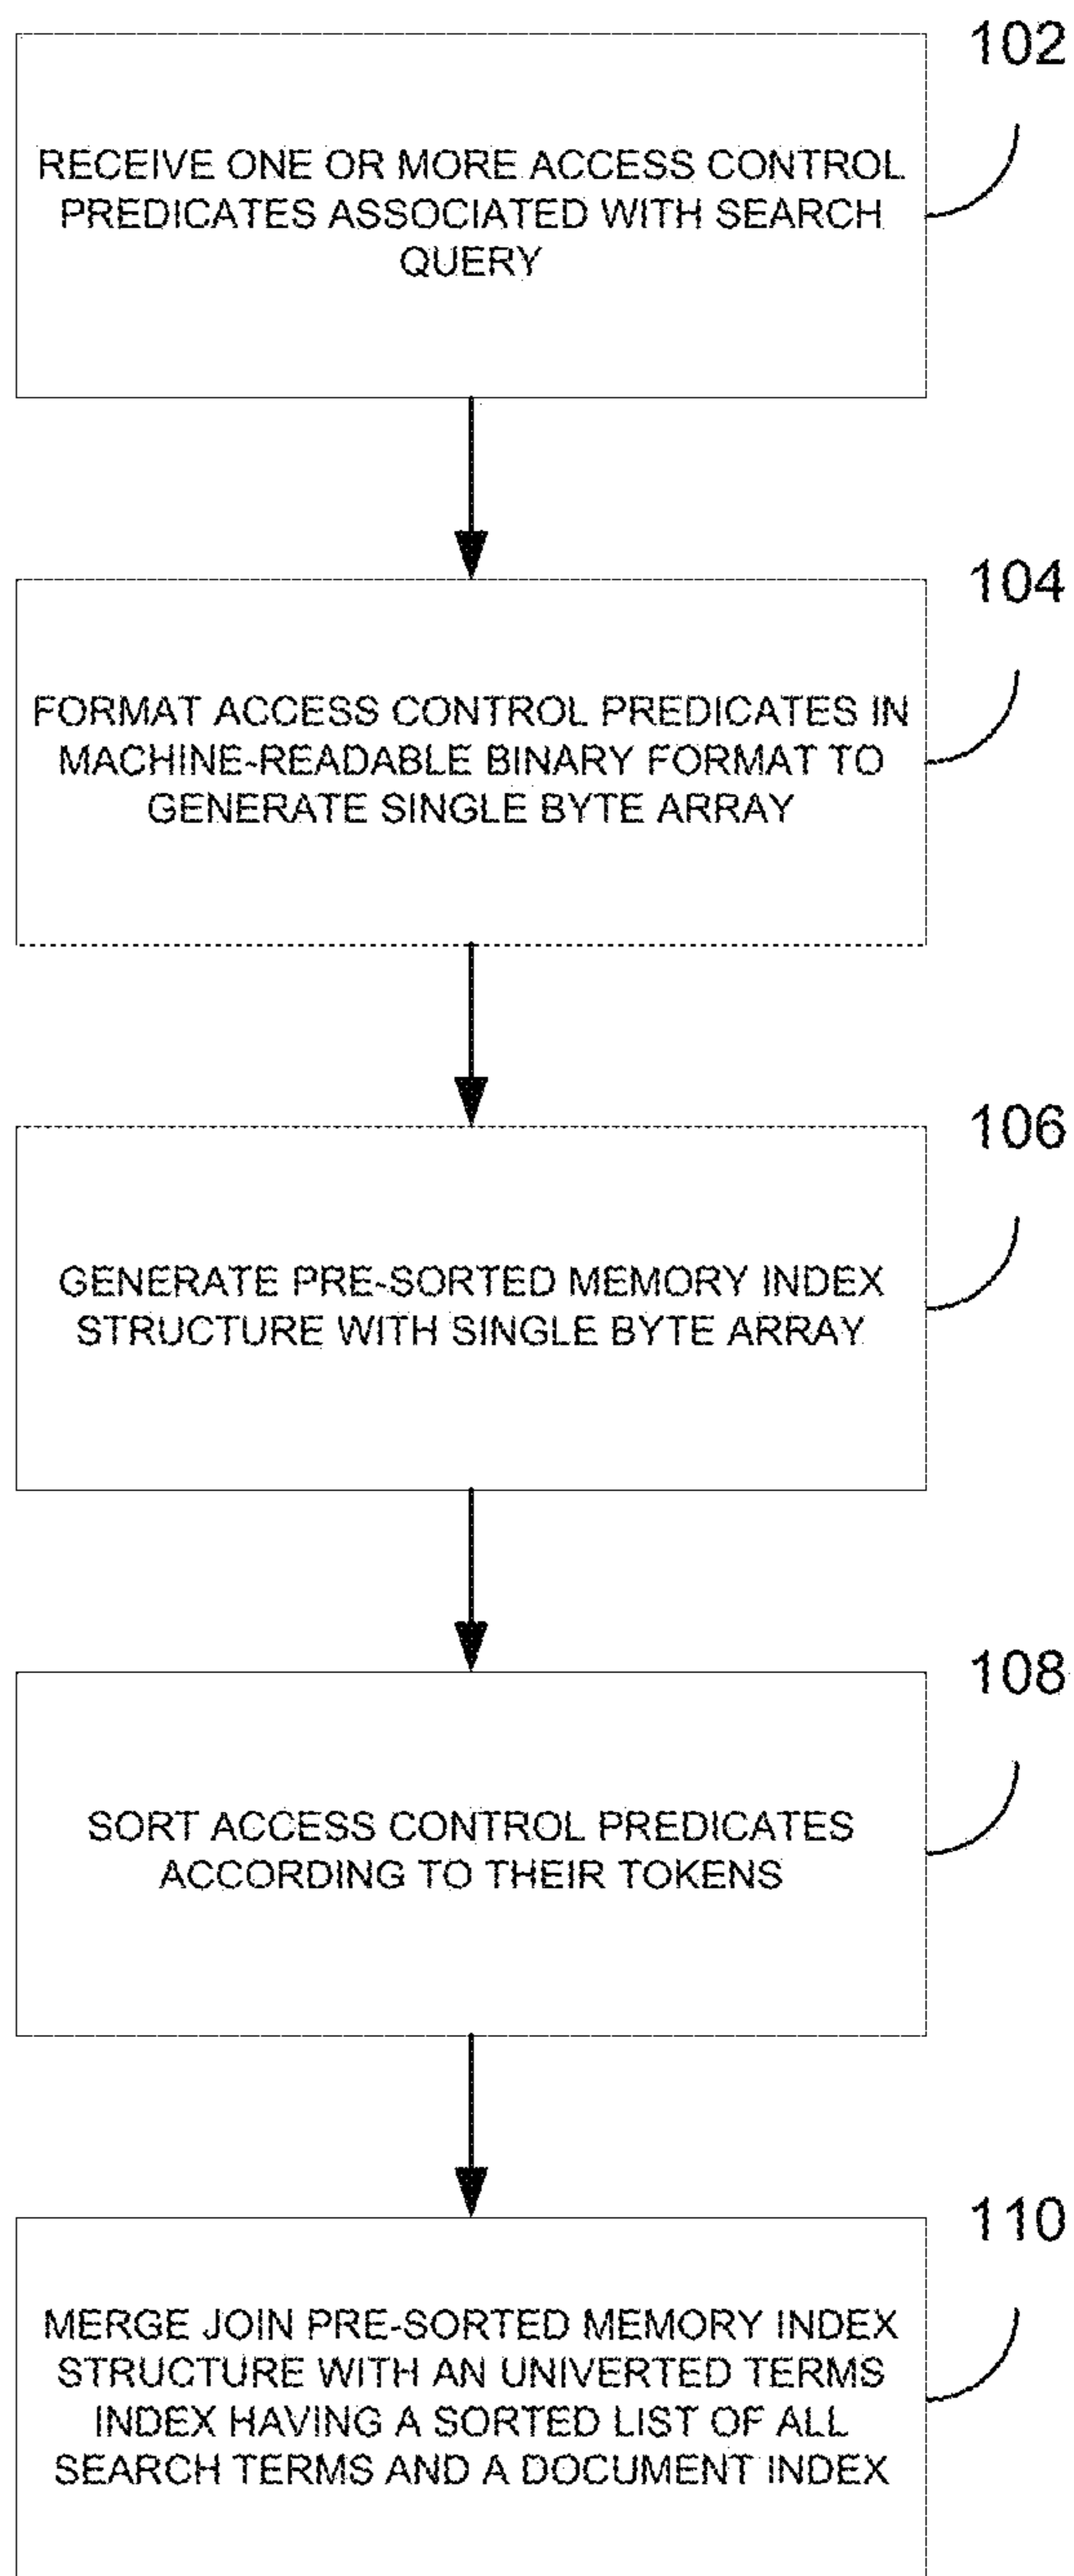 102
RECEIVE ONE OR MORE ACCESS CONTROL
PREDICATES ASSOCIATED WITH SEARCH
QUERY
104
FORMAT ACCESS CONTROL PREDICATES IN
MACHINE-READABLE BINARY FORMAT TO
GENERATE SINGLE BYTE ARRAY
106
GENERATE PRE-SORTED MEMORY INDEX
STRUCTURE WITH SINGLE BYTE ARRAY
108
SORT ACCESS CONTROL PREDICATES
ACCORDING TO THEIR TOKENS
110
MERGE JOIN PRE-SORTED MEMORY INDEX
STRUCTURE WITH AN UNIVERTED TERMS
INDEX HAVING A SORTED LIST OF ALL
SEARCH TERMS AND A DOCUMENT INDEX